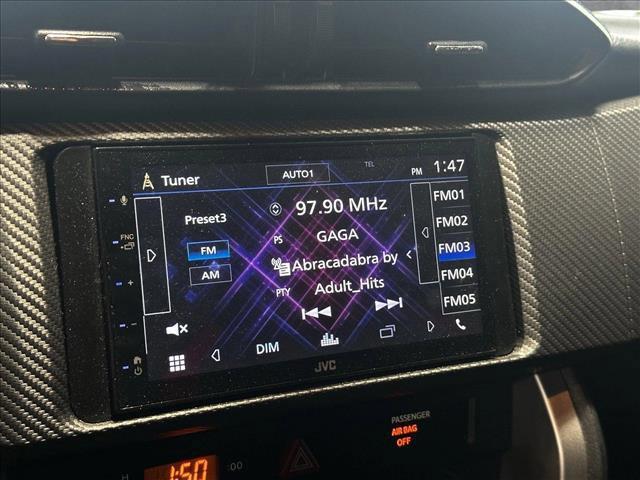 Tuner
AUTO1
TEL
PM 1:47
Preset3
97.90 MHz
FM01
FM02
FM03
FM04
FM05
FM
AM
PS GAGA
Abracadabra by
PTY Adult_Hits
FNC
DIM
JVC
PASSENGER
AIR BAG
OFF
H 1:50 :00